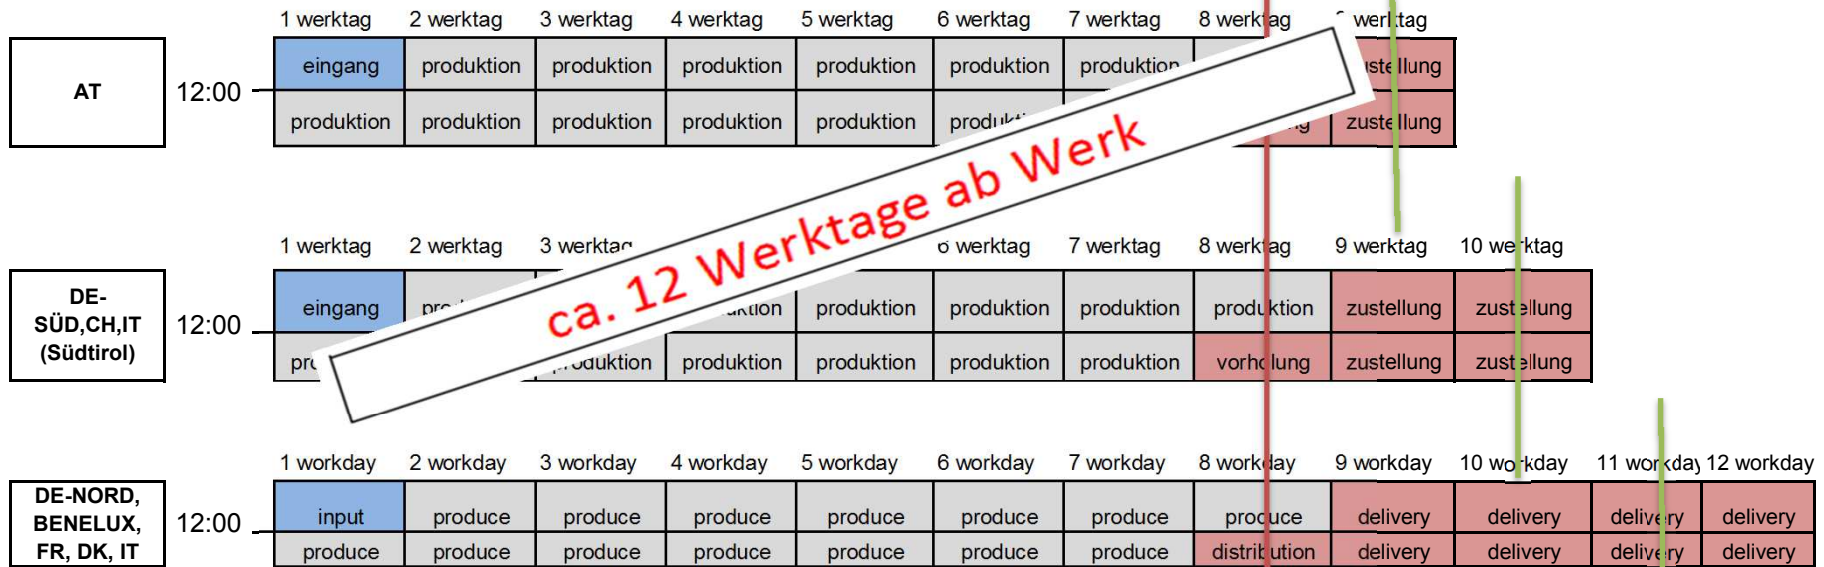 1 werktag 2 werktag 3 werktag 4 werktag 5 werktag 6 werktag 7 werktag 8 werktag werktag
AT
12:00
eingang produktion produktion produktion produktion produktion produktion
produktion produktion produktion produktion produktion zustellung
ca. 12 Werktage ab Werk
1 werktag 2 werktag 3 werktag 6 werktag 7 werktag 8 werktag 9 werktag 10 werktag
DE-
SÜD,CH,IT
(Südtirol)
12:00
eingang produktion produktion produktion produktion zustellung zustellung
produktion produktion produktion produktion vorholung zustellung zustellung
1 workday 2 workday 3 workday 4 workday 5 workday 6 workday 7 workday 8 workday 9 workday 10 workday 11 workday 12 workday
DE-NORD,
BENELUX,
FR, DK, IT
12:00
input produce produce produce produce produce produce produce delivery delivery delivery delivery
produce produce produce produce produce produce produce distribution delivery delivery delivery delivery